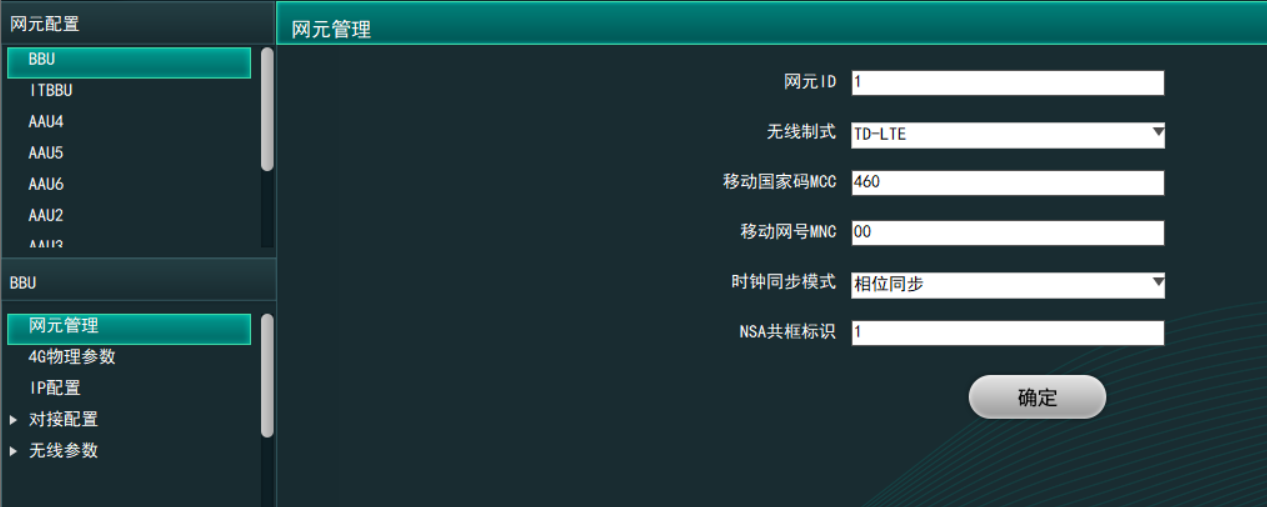 网元配置
BBU
ITBBU
AAU4
AAU5
AAU6
AAU2
AAU3
BBU
网元管理
4G物理参数
IP配置
对接配置
无线参数
网元管理
网元ID 1
无线制式 TD-LTE
移动国家码MCC 460
移动网号MNC 00
时钟同步模式 相位同步
NSA共框标识 1
确定